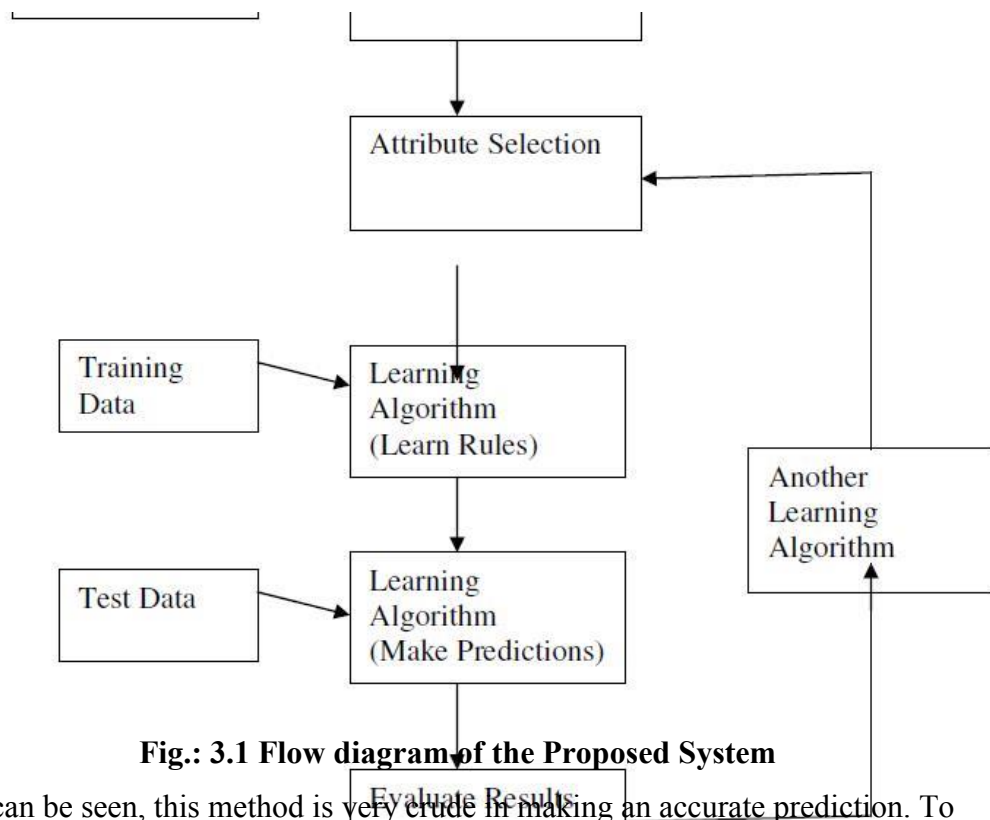 Attribute Selection
Training
Data
Learning
Algorithm
(Learn Rules)
Another
Learning
Algorithm
Test Data
Learning
Algorithm
(Make Predictions)
Fig.: 3.1 Flow diagram of the Proposed System
Evaluate Results
can be seen, this method is very crude in making an accurate prediction. To